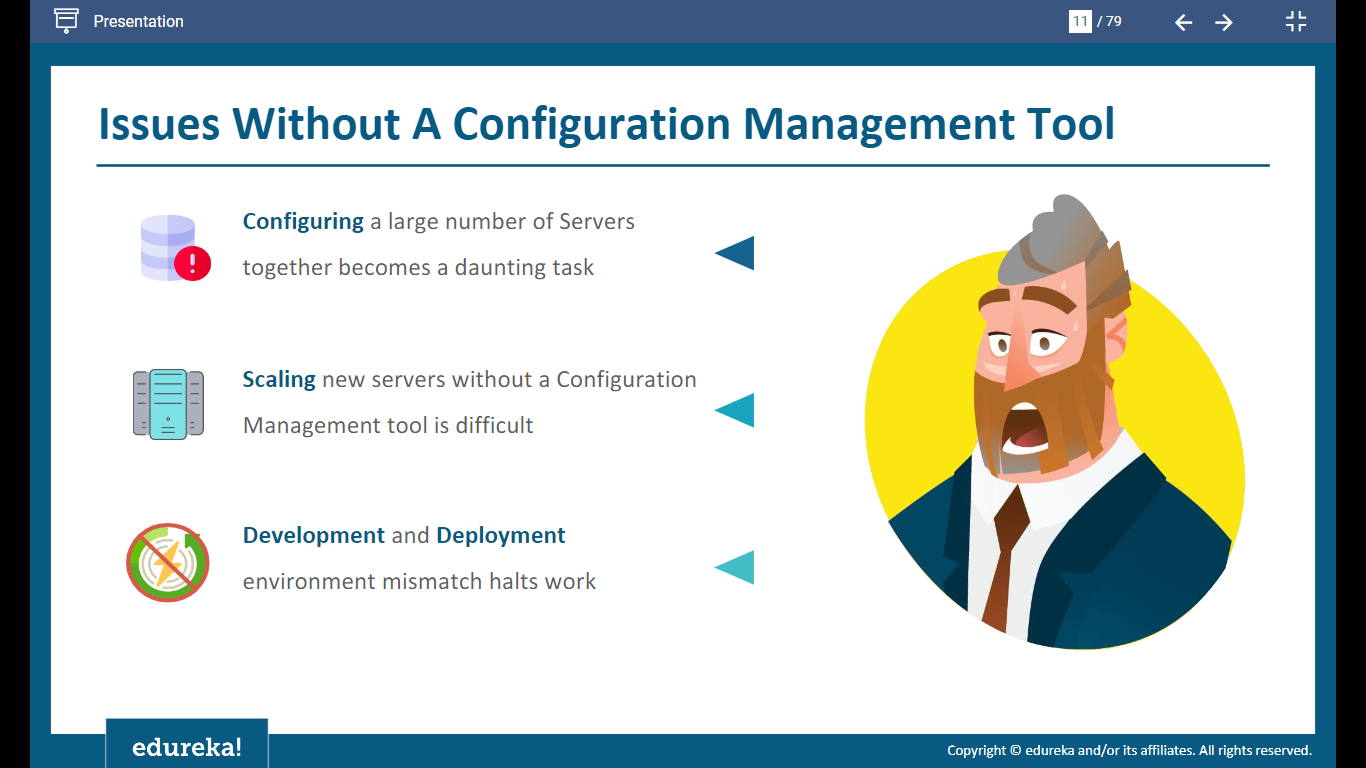 Presentation
11 / 79
Issues Without A Configuration Management Tool
Configuring a large number of Servers
together becomes a daunting task
Scaling new servers without a Configuration
Management tool is difficult
Development and Deployment
environment mismatch halts work
edureka!
Copyright © edureka and/or its affiliates. All rights reserved.